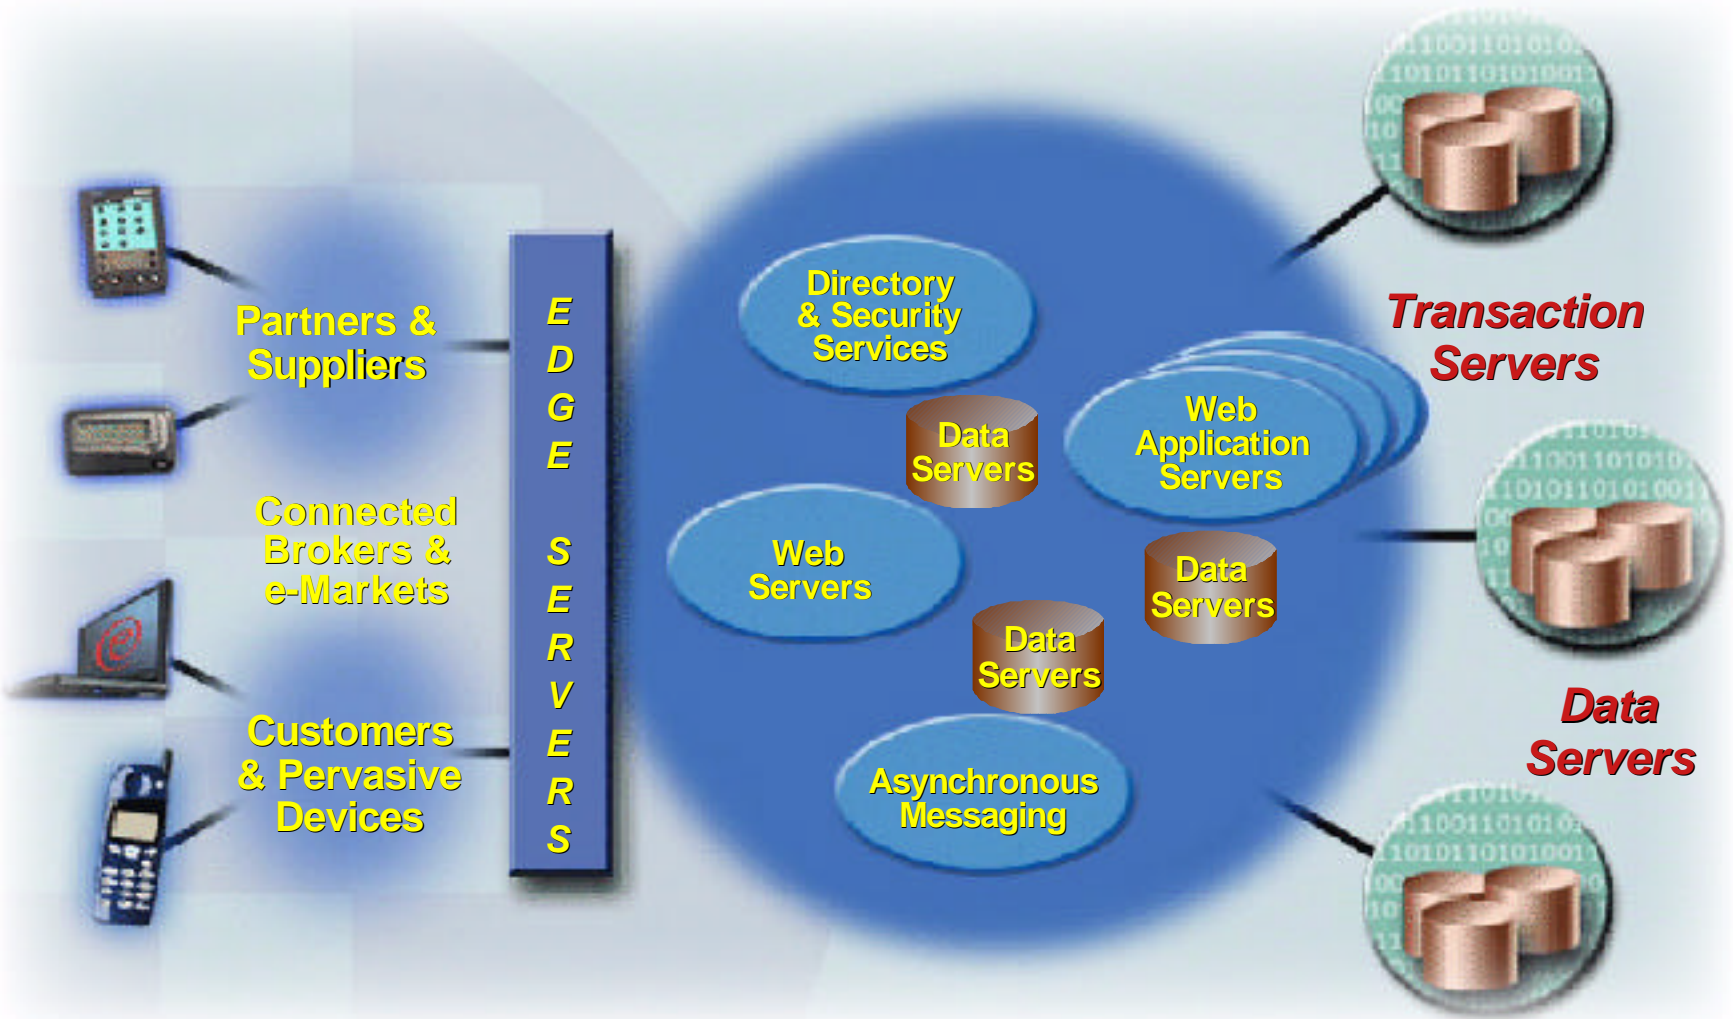 Partners &
Suppliers
Connected
Brokers &
e-Markets
Customers
& Pervasive
Devices
E
D
G
E
S
E
R
V
E
R
S
Directory
& Security
Services
Data
Servers
Web
Application
Servers
Web
Servers
Data
Servers
Data
Servers
Asynchronous
Messaging
Transaction
Servers
Data
Servers